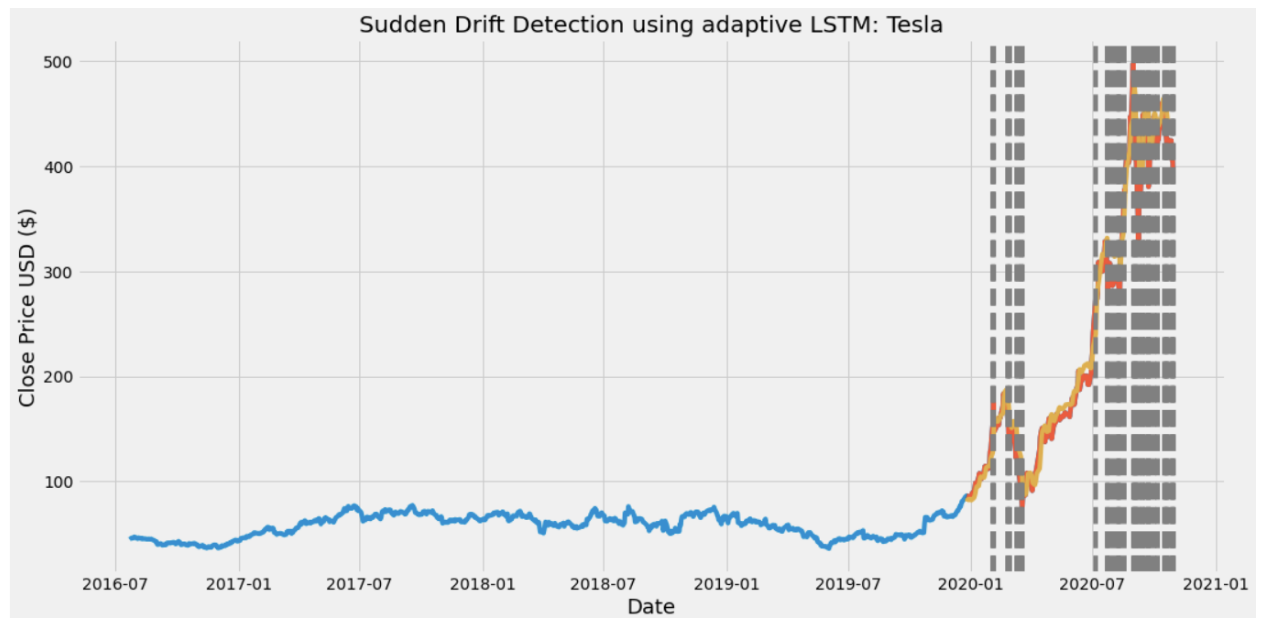 Sudden Drift Detection using adaptive LSTM: Tesla
500
400
300
200
100
Close Price USD ($)
2016-07 2017-01 2017-07 2018-01 2018-07 2019-01 2019-07 2020-01 2020-07 2021-01
Date